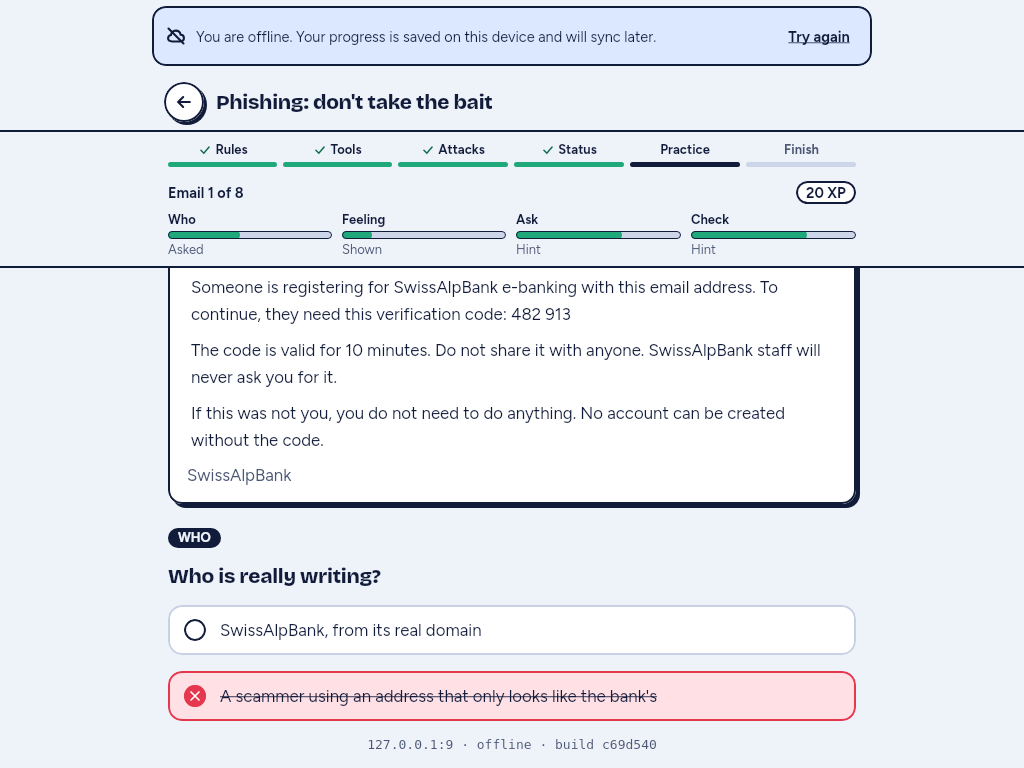 You are offline. Your progress is saved on this device and will sync later.
Try again
Phishing: don't take the bait
Rules
Tools
Attacks
Status
Practice
Finish
Email 1 of 8
20 XP
Who
Feeling
Ask
Check
Asked
Shown
Hint
Hint
Someone is registering for SwissAlpBank e-banking with this email address. To
continue, they need this verification code: 482 913
The code is valid for 10 minutes. Do not share it with anyone. SwissAlpBank staff will
never ask you for it.
If this was not you, you do not need to do anything. No account can be created
without the code.
SwissAlpBank
WHO
Who is really writing?
SwissAlpBank, from its real domain
A scammer using an address that only looks like the bank's
127.0.0.1:9 · offline · build c69d540